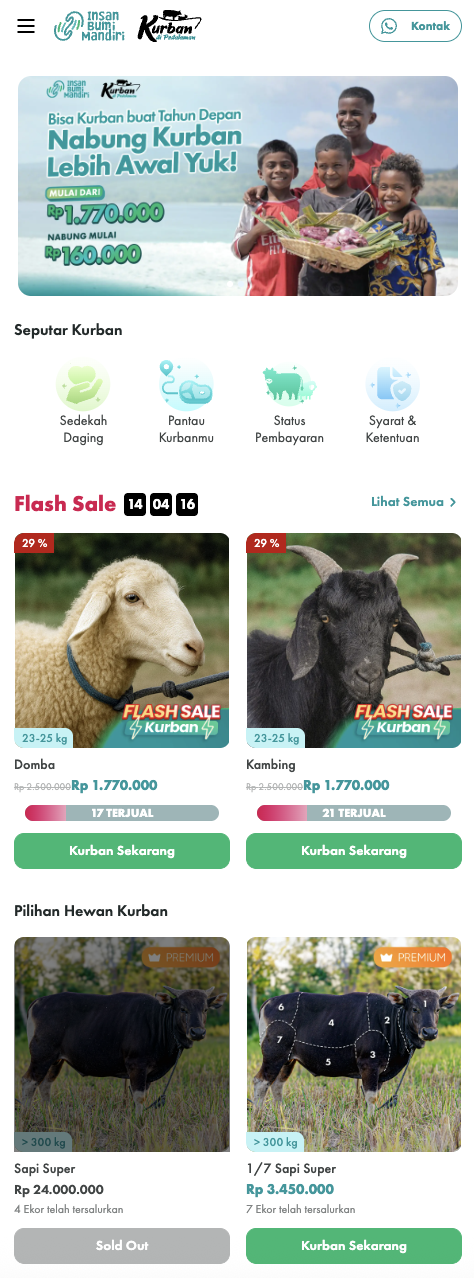 INSAN
BUMI
MANDIRI
Kurban
di Pedalaman
Kontak
INSAN
BUMI
MANDIRI
Kurban
di Pedalaman
Bisa Kurban buat Tahun Depan
Nabung Kurban
Lebih Awal Yuk!
MULAI DARI
Rp1.770.000
NABUNG MULAI
Rp160.000
Seputar Kurban
Sedekah
Daging
Pantau
Kurbanmu
Status
Pembayaran
Syarat &
Ketentuan
Flash Sale 14 04 16
Lihat Semua
29 %
FLASH SALE
Kurban
23-25 kg
Domba
Rp 2.500.000 Rp 1.770.000
17 TERJUAL
Kurban Sekarang
29 %
FLASH SALE
Kurban
23-25 kg
Kambing
Rp 2.500.000 Rp 1.770.000
21 TERJUAL
Kurban Sekarang
Pilihan Hewan Kurban
PREMIUM
> 300 kg
Sapi Super
Rp 24.000.000
4 Ekor telah tersalurkan
Sold Out
PREMIUM
1
6
4
2
7
3
5
> 300 kg
1/7 Sapi Super
Rp 3.450.000
7 Ekor telah tersalurkan
Kurban Sekarang